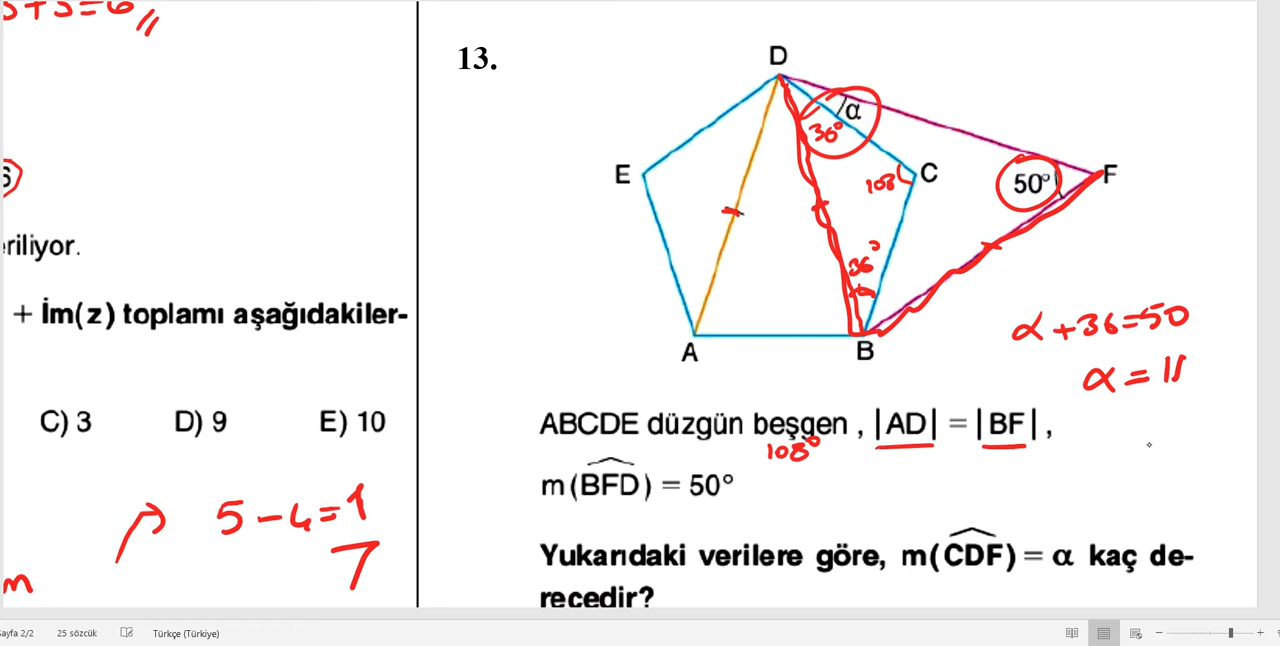 3+3=6 //
13.
D
α
36°
E
C
108
50°
F
5)
eriliyor.
36°
+ İm(z) toplamı aşağıdakiler-
A
B
α+36=50
α=11
C) 3 D) 9 E) 10
ABCDE düzgün beşgen , |AD| = |BF| ,
108°
m(BFD) = 50°
5-4=1
7
m
Yukarıdaki verilere göre, m(CDF) = α kaç de-
recedir?
Sayfa 2/2 25 sözcük Türkçe (Türkiye)